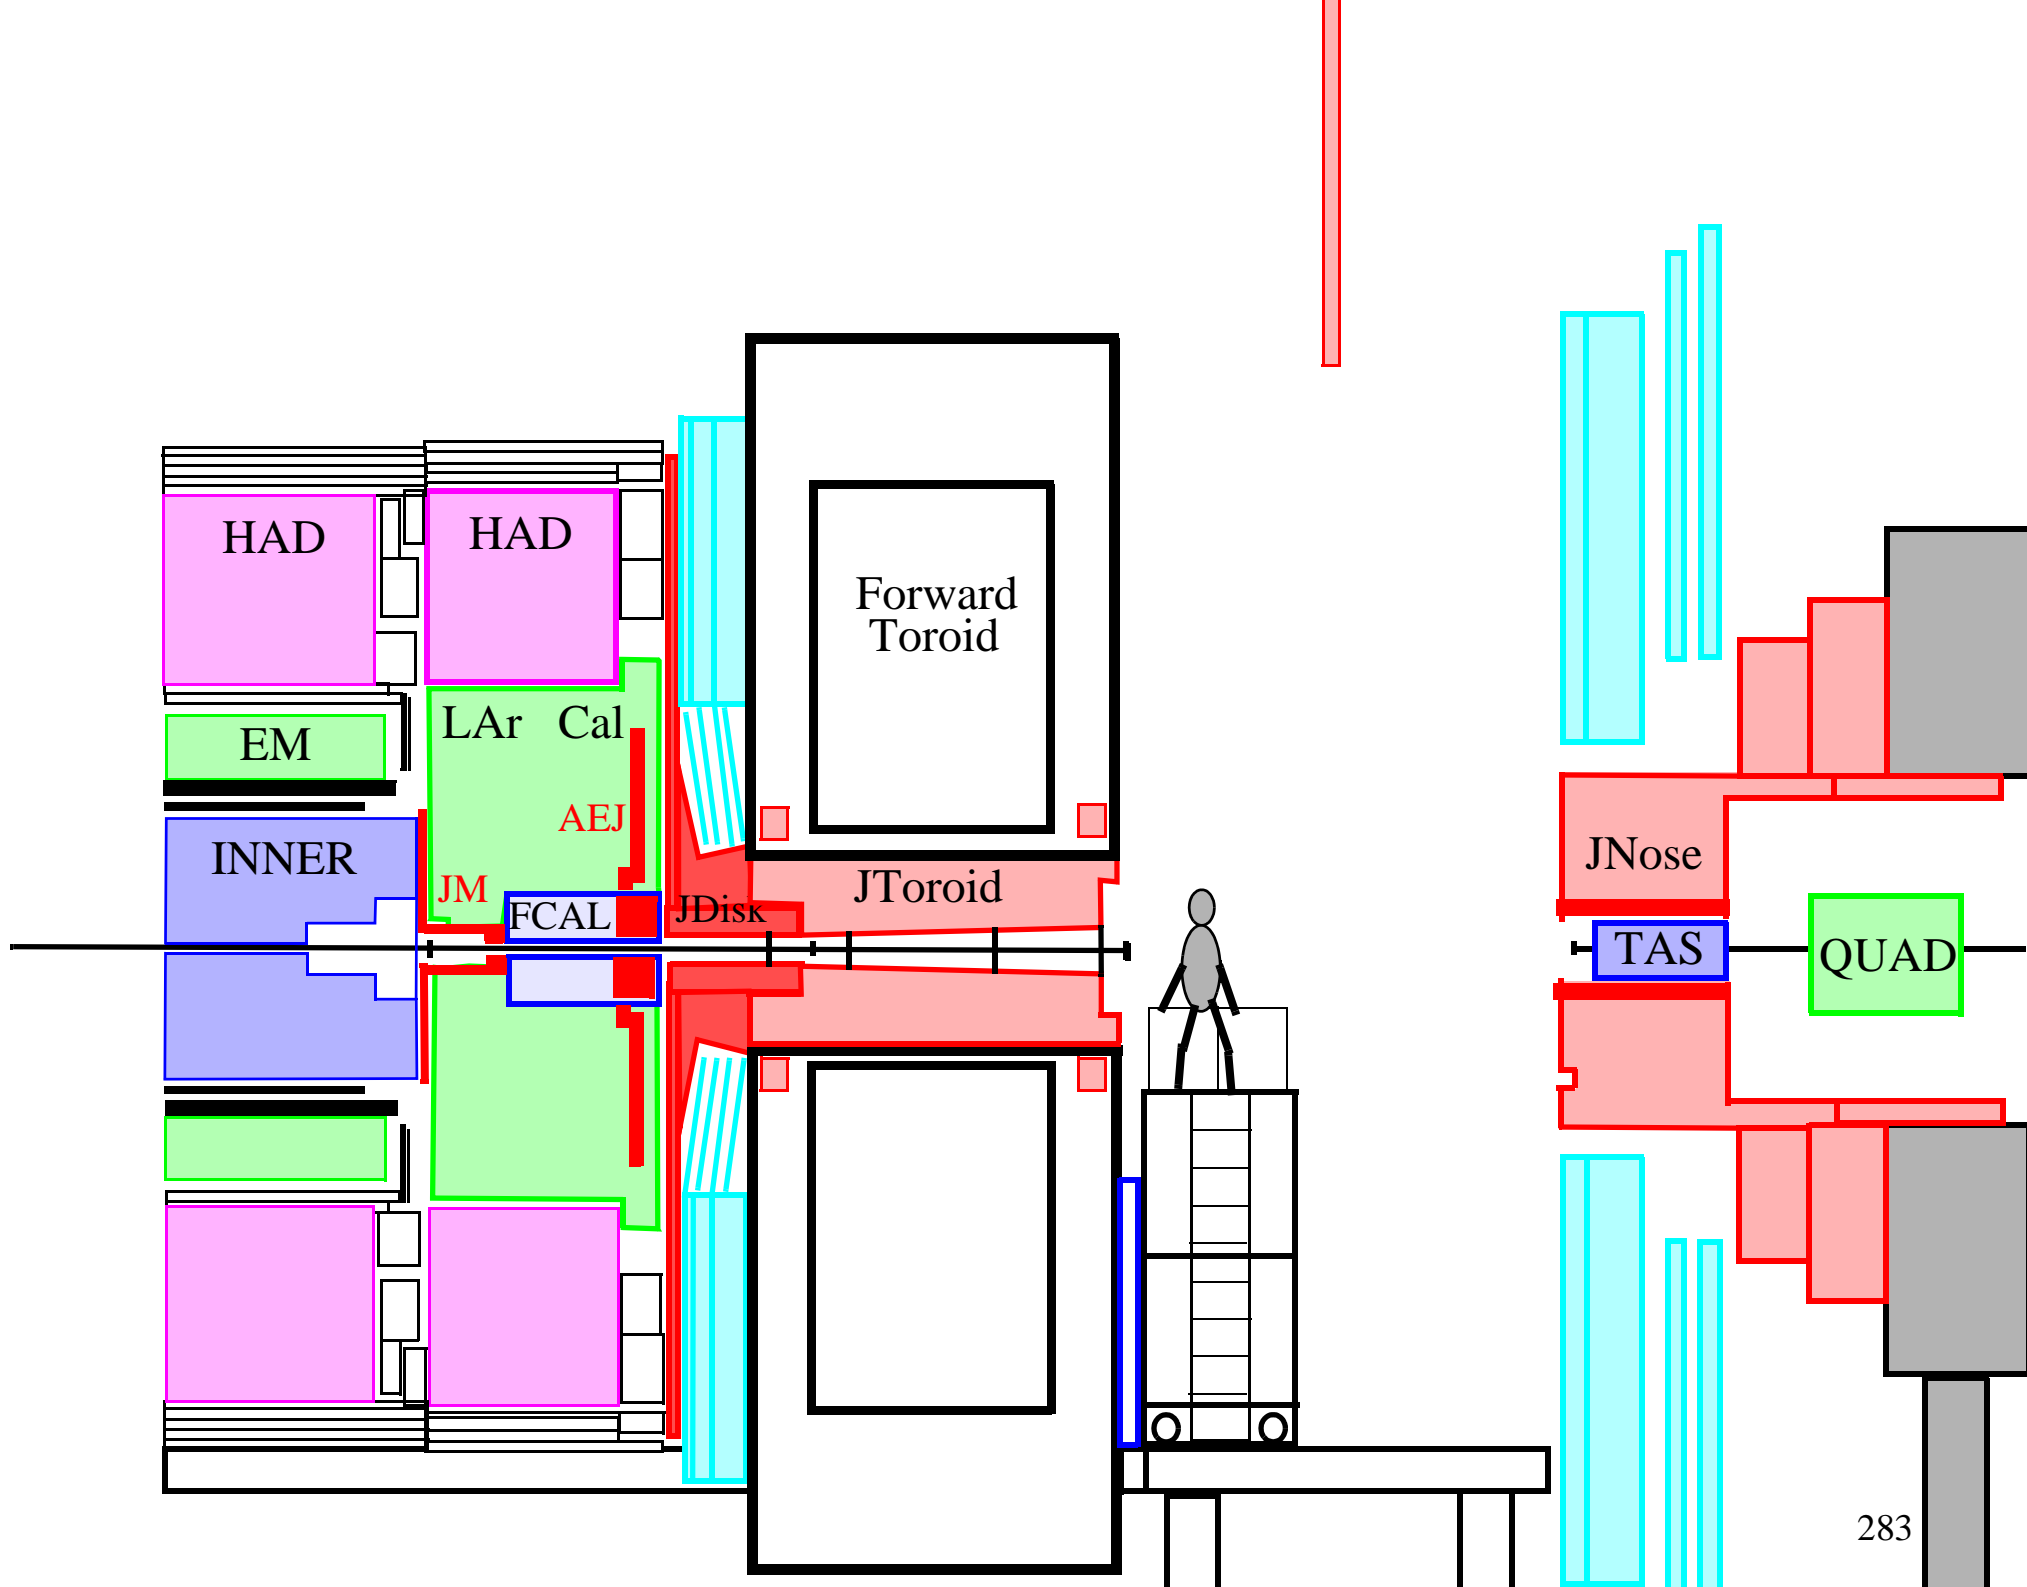 HAD
HAD
Forward
Toroid
LAr Cal
EM
AEJ
INNER
JM
FCAL
JDisk
JToroid
JNose
TAS
QUAD
283